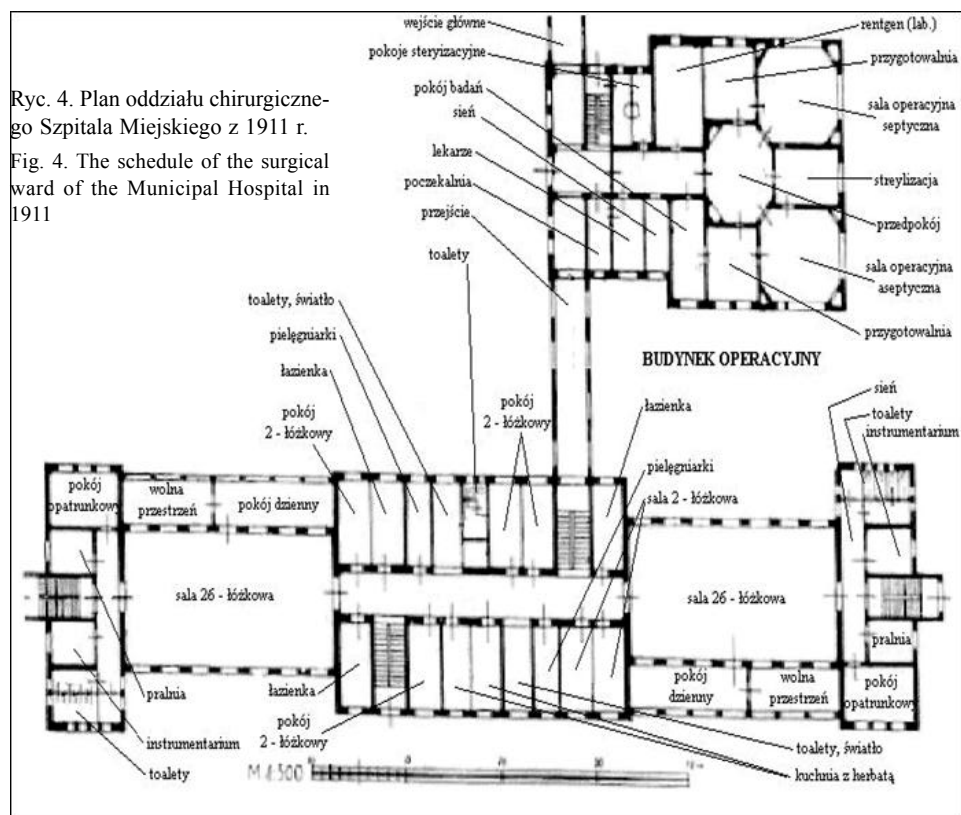 Ryc. 4. Plan oddziału chirurgiczne-
go Szpitala Miejskiego z 1911 r.
Fig. 4. The schedule of the surgical
ward of the Municipal Hospital in
1911
wejście główne
pokoje steryizacyjne
pokój badań
sień
lekarze
poczekalnia
przejście
toalety
rentgen (lab.)
przygotowalnia
sala operacyjna
septyczna
streylizacja
przedpokój
sala operacyjna
aseptyczna
przygotowalnia
BUDYNEK OPERACYJNY
toalety, światło
pielęgniarki
łazienka
pokój
2 - łóżkowy
pokój
2 - łóżkowy
łazienka
pielęgniarki
sala 2 - łóżkowa
sień
toalety
instrumentarium
pokój
opatrunkowy
wolna
przestrzeń
pokój dzienny
sala 26 - łóżkowa
sala 26 - łóżkowa
pralnia
pralnia
instrumentarium
toalety
łazienka
pokój
2 - łóżkowy
pokój
dzienny
wolna
przestrzeń
pokój
opatrunkowy
toalety, światło
kuchnia z herbatą